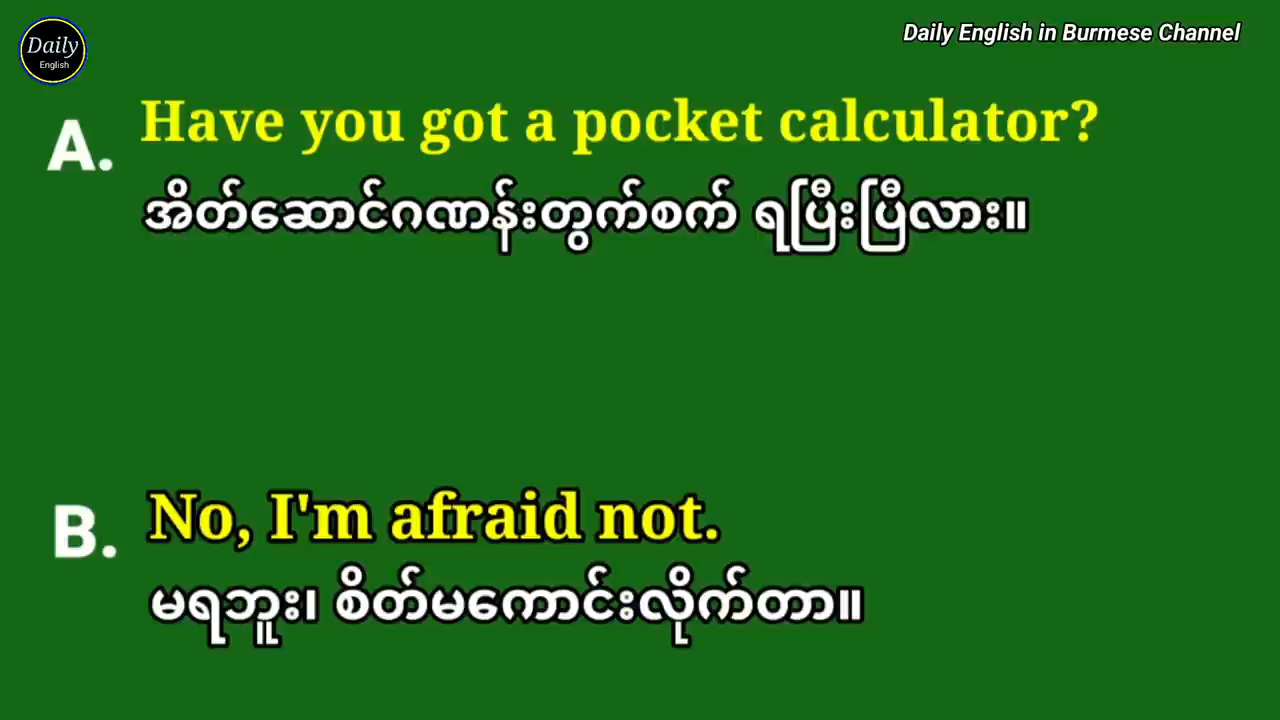 Daily
English
Daily English in Burmese Channel
A. Have you got a pocket calculator?
အိတ်ဆောင်ဂဏန်းတွက်စက် ရပြီးပြီလား။
B. No, I'm afraid not.
မရဘူး၊ စိတ်မကောင်းလိုက်တာ။